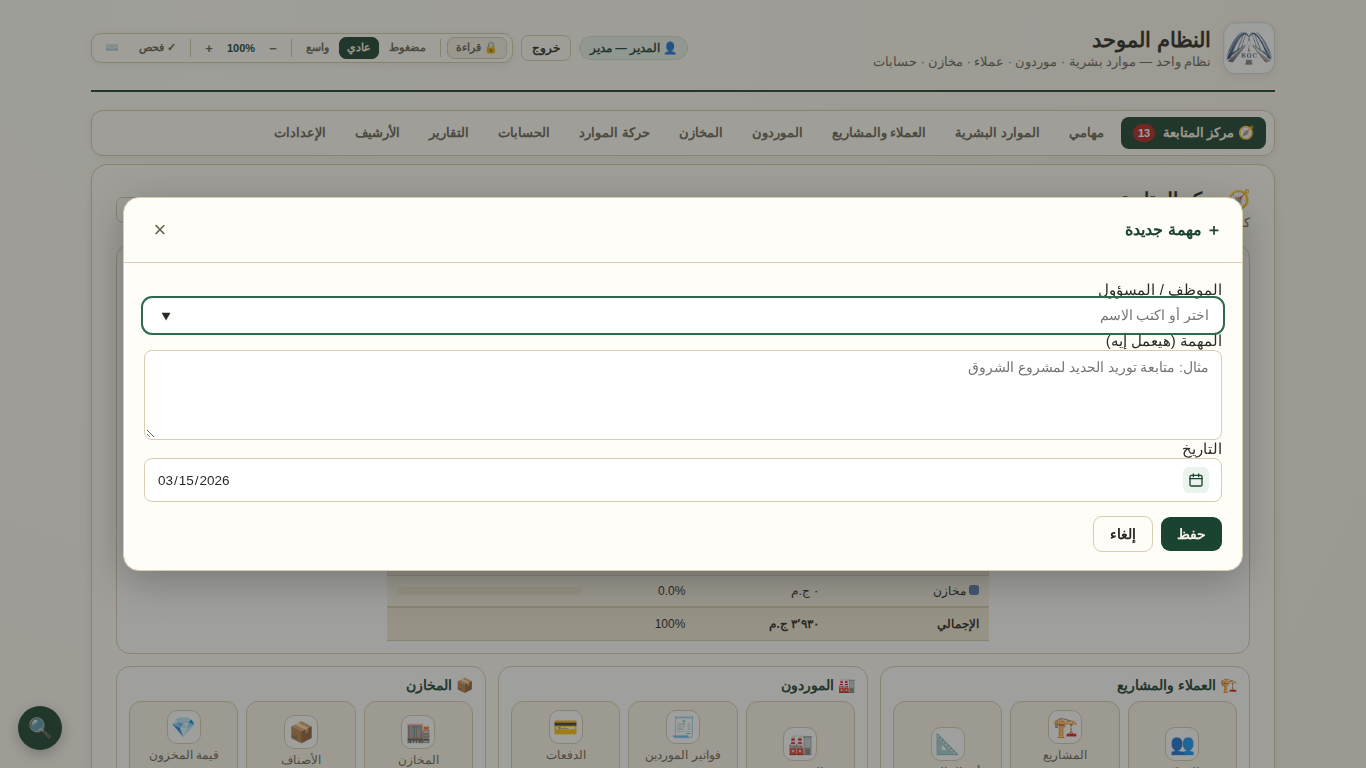 النظام الموحد
نظام واحد — موارد بشرية · موردون · عملاء · مخازن · حسابات
EGC
👤 المدير — مدير
خروج
🔒 قراءة
مضغوط
عادي
واسع
− 100% +
✓ فحص
🧭 مركز المتابعة 13
مهامي
الموارد البشرية
العملاء والمشاريع
الموردون
المخازن
حركة الموارد
الحسابات
التقارير
الأرشيف
الإعدادات
+ مهمة جديدة
×
الموظف / المسؤول
اختر أو اكتب الاسم
المهمة (هيعمل إيه)
مثال: متابعة توريد الحديد لمشروع الشروق
التاريخ
03/15/2026
حفظ
إلغاء
مخازن ٠ ج.م 0.0%
الإجمالي ٣٬٩٣٠ ج.م 100%
🏗️ العملاء والمشاريع
المشاريع
🏭 الموردون
فواتير الموردين
الدفعات
📦 المخازن
المخازن
الأصناف
قيمة المخزون